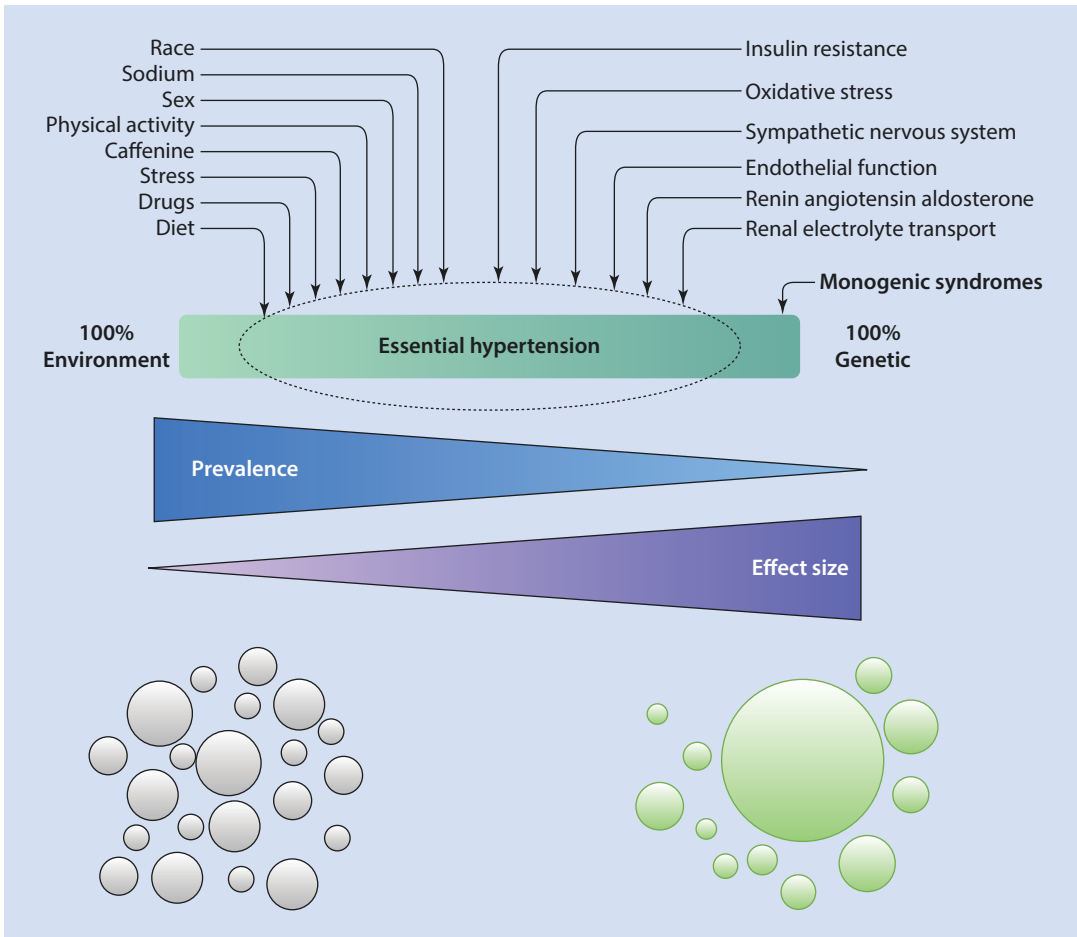 Race
Sodium
Sex
Physical activity
Caffenine
Stress
Drugs
Diet
Insulin resistance
Oxidative stress
Sympathetic nervous system
Endothelial function
Renin angiotensin aldosterone
Renal electrolyte transport
Monogenic syndromes
100%
Environment
Essential hypertension
100%
Genetic
Prevalence
Effect size